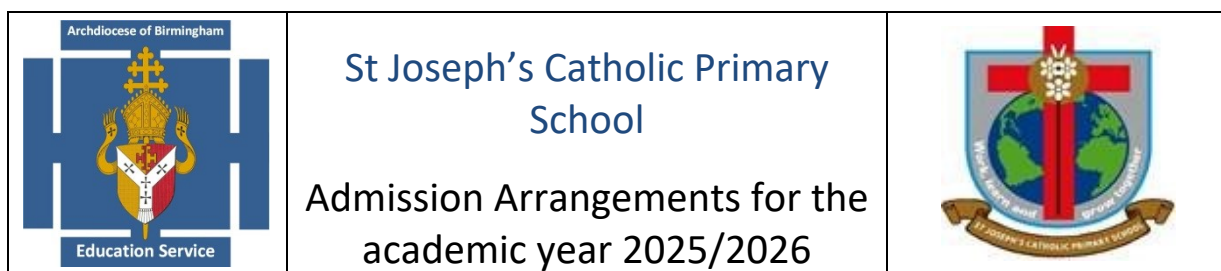 Archdiocese of Birmingham
Education Service
St Joseph's Catholic Primary
School
Admission Arrangements for the
academic year 2025/2026
Work, learn and grow together
ST JOSEPH'S CATHOLIC PRIMARY SCHOOL